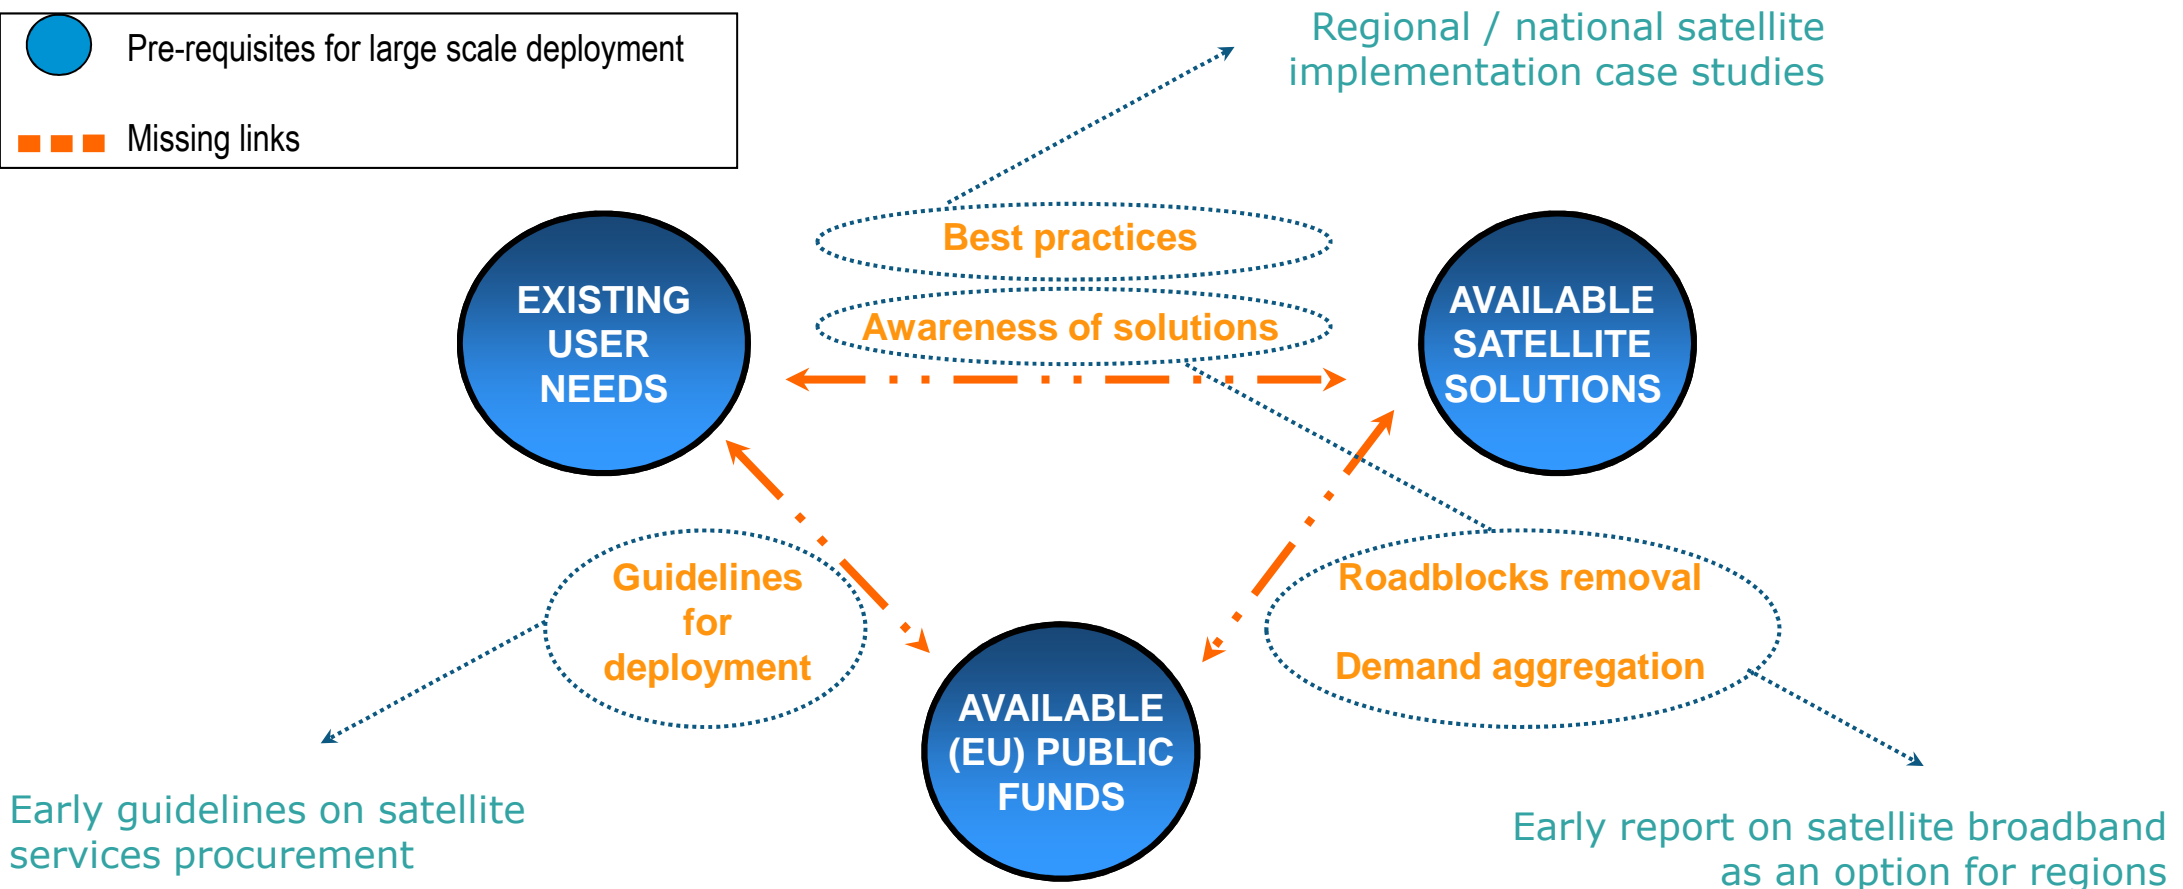 Pre-requisites for large scale deployment
Missing links
Regional / national satellite
implementation case studies
Best practices
Awareness of solutions
EXISTING
USER
NEEDS
AVAILABLE
SATELLITE
SOLUTIONS
Guidelines
for
deployment
Roadblocks removal
Demand aggregation
AVAILABLE
(EU) PUBLIC
FUNDS
Early guidelines on satellite
services procurement
Early report on satellite broadband
as an option for regions